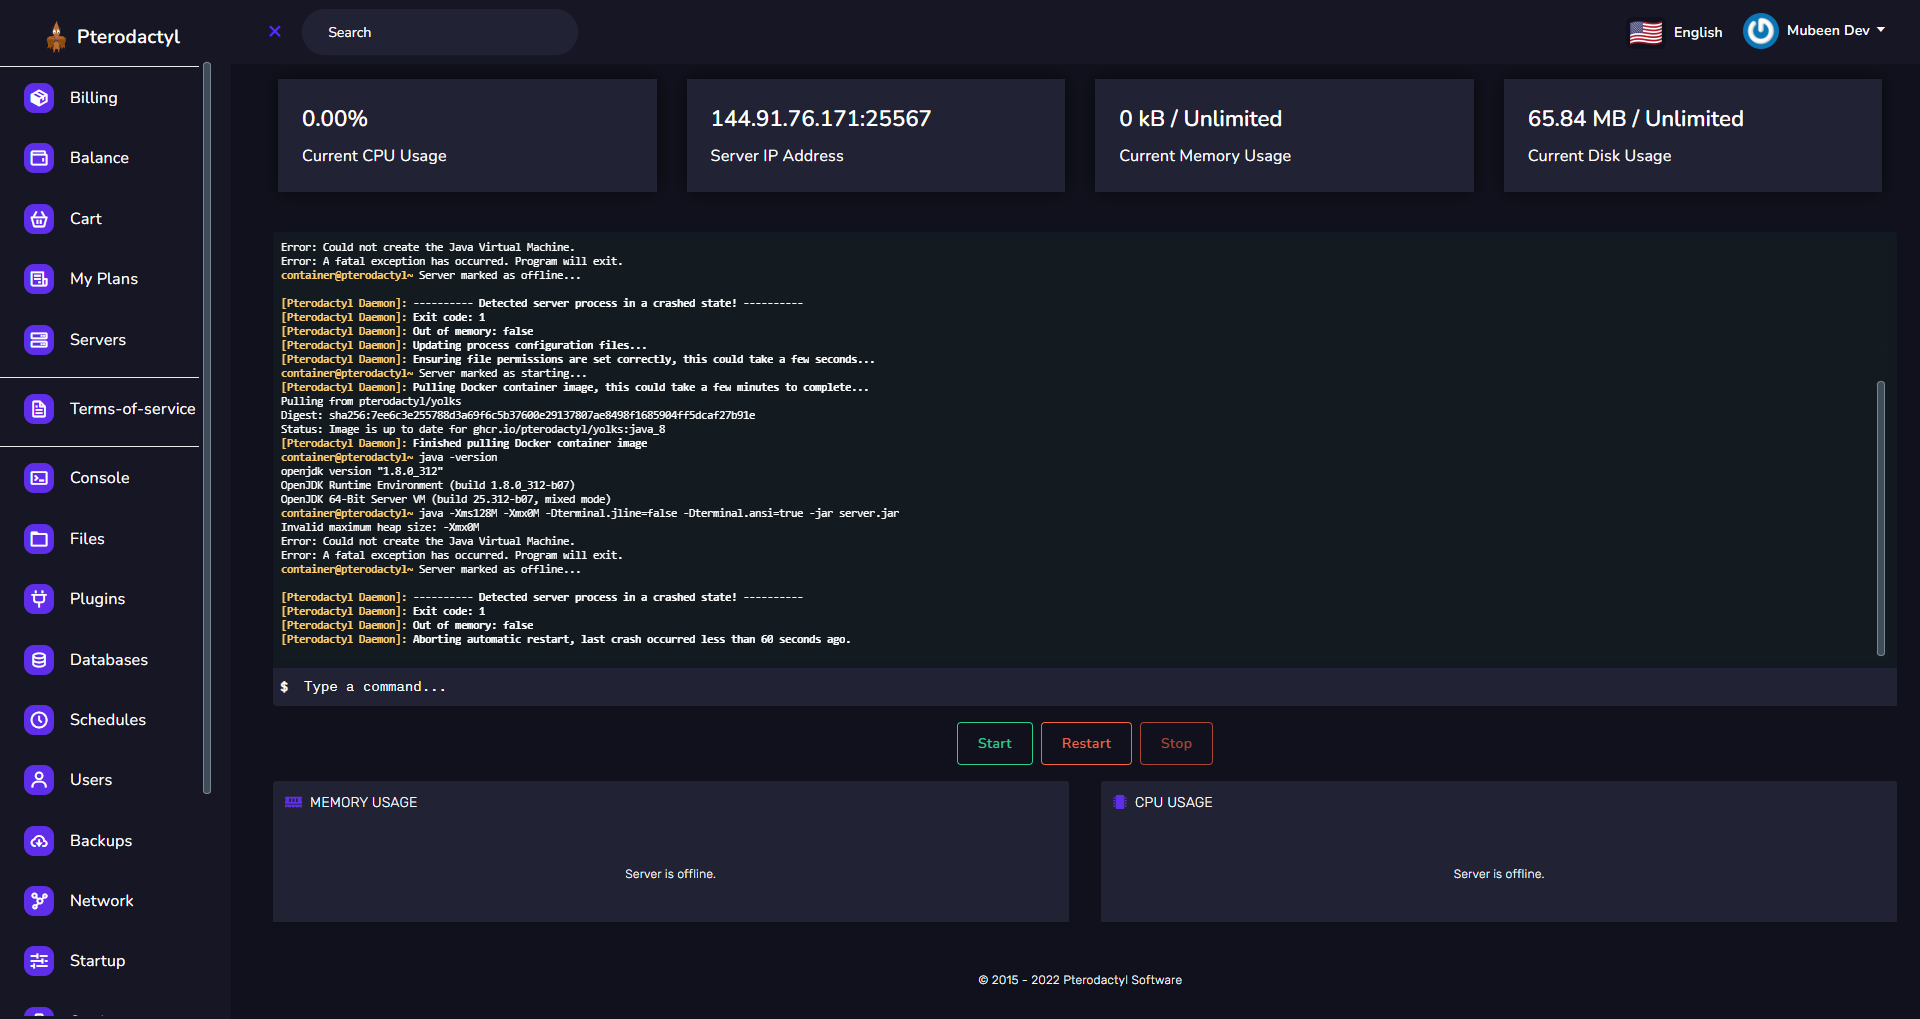 Pterodactyl
Search
English
Mubeen Dev
Billing
Balance
Cart
My Plans
Servers
Terms-of-service
Console
Files
Plugins
Databases
Schedules
Users
Backups
Network
Startup
0.00%
Current CPU Usage
144.91.76.171:25567
Server IP Address
0 kB / Unlimited
Current Memory Usage
65.84 MB / Unlimited
Current Disk Usage
Error: Could not create the Java Virtual Machine.
Error: A fatal exception has occurred. Program will exit.
container@pterodactyl~ Server marked as offline...
[Pterodactyl Daemon]: ---------- Detected server process in a crashed state! ----------
[Pterodactyl Daemon]: Exit code: 1
[Pterodactyl Daemon]: Out of memory: false
[Pterodactyl Daemon]: Updating process configuration files...
[Pterodactyl Daemon]: Ensuring file permissions are set correctly, this could take a few seconds...
container@pterodactyl~ Server marked as starting...
[Pterodactyl Daemon]: Pulling Docker container image, this could take a few minutes to complete...
Pulling from pterodactyl/yolks
Digest: sha256:7ee6c3e255788d3a69f6c5b37600e29137807ae8498f1685904ff5dcaf27b91e
Status: Image is up to date for ghcr.io/pterodactyl/yolks:java_8
[Pterodactyl Daemon]: Finished pulling Docker container image
container@pterodactyl~ java -version
openjdk version "1.8.0_312"
OpenJDK Runtime Environment (build 1.8.0_312-b07)
OpenJDK 64-Bit Server VM (build 25.312-b07, mixed mode)
container@pterodactyl~ java -Xms128M -Xmx0M -Dterminal.jline=false -Dterminal.ansi=true -jar server.jar
Invalid maximum heap size: -Xmx0M
Error: Could not create the Java Virtual Machine.
Error: A fatal exception has occurred. Program will exit.
container@pterodactyl~ Server marked as offline...
[Pterodactyl Daemon]: ---------- Detected server process in a crashed state! ----------
[Pterodactyl Daemon]: Exit code: 1
[Pterodactyl Daemon]: Out of memory: false
[Pterodactyl Daemon]: Aborting automatic restart, last crash occurred less than 60 seconds ago.
$ Type a command...
Start
Restart
Stop
MEMORY USAGE
Server is offline.
CPU USAGE
Server is offline.
© 2015 - 2022 Pterodactyl Software